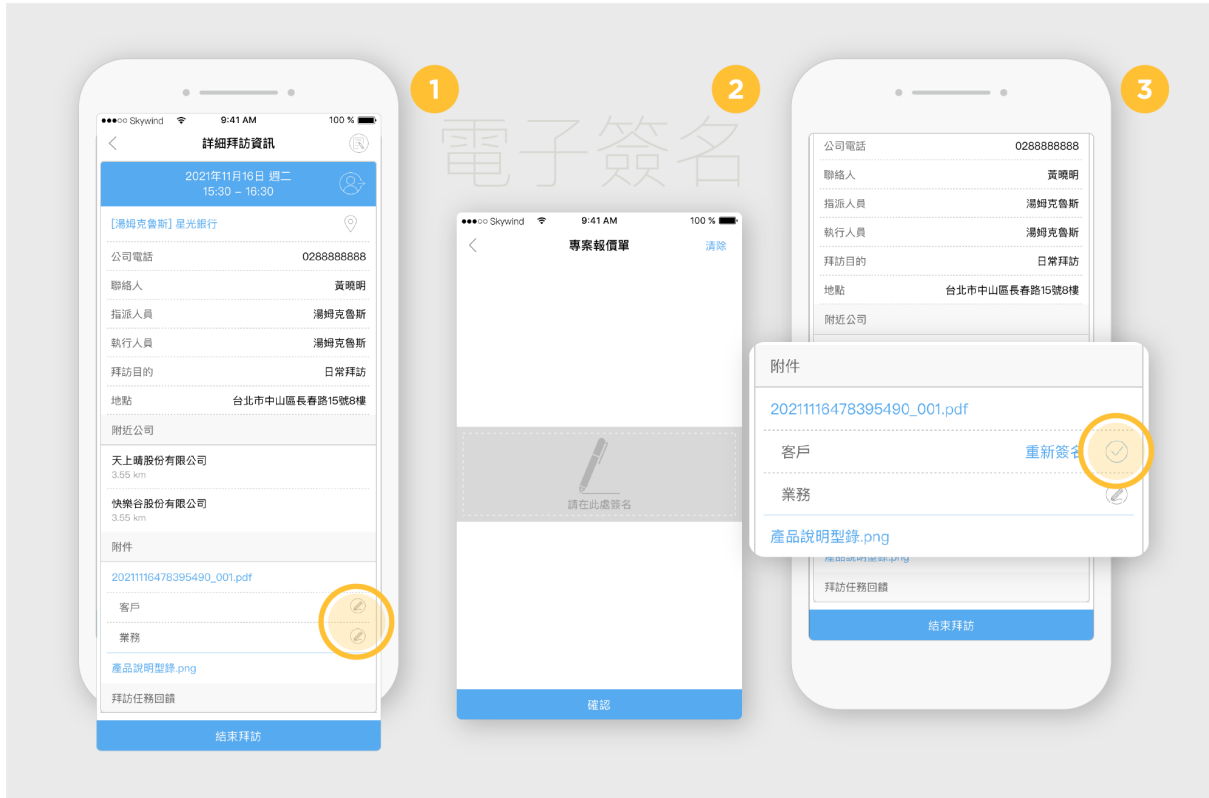 1
Skywind 9:41 AM 100 %
詳細拜訪資訊
2021年11月16日 週二
15:30 – 16:30
[湯姆克魯斯] 星光銀行
公司電話 0288888888
聯絡人 黃曉明
指派人員 湯姆克魯斯
執行人員 湯姆克魯斯
拜訪目的 日常拜訪
地點 台北市中山區長春路15號8樓
附近公司
天上晴股份有限公司
3.55 km
快樂谷股份有限公司
3.55 km
附件
20211116478395490_001.pdf
客戶
業務
產品說明型錄.png
拜訪任務回饋
結束拜訪
2
電子簽名
Skywind 9:41 AM 100 %
專案報價單 清除
請在此處簽名
確認
3
公司電話 0288888888
聯絡人 黃曉明
指派人員 湯姆克魯斯
執行人員 湯姆克魯斯
拜訪目的 日常拜訪
地點 台北市中山區長春路15號8樓
附近公司
附件
20211116478395490_001.pdf
客戶 重新簽名
業務
產品說明型錄.png
產品說明型錄.png
拜訪任務回饋
結束拜訪